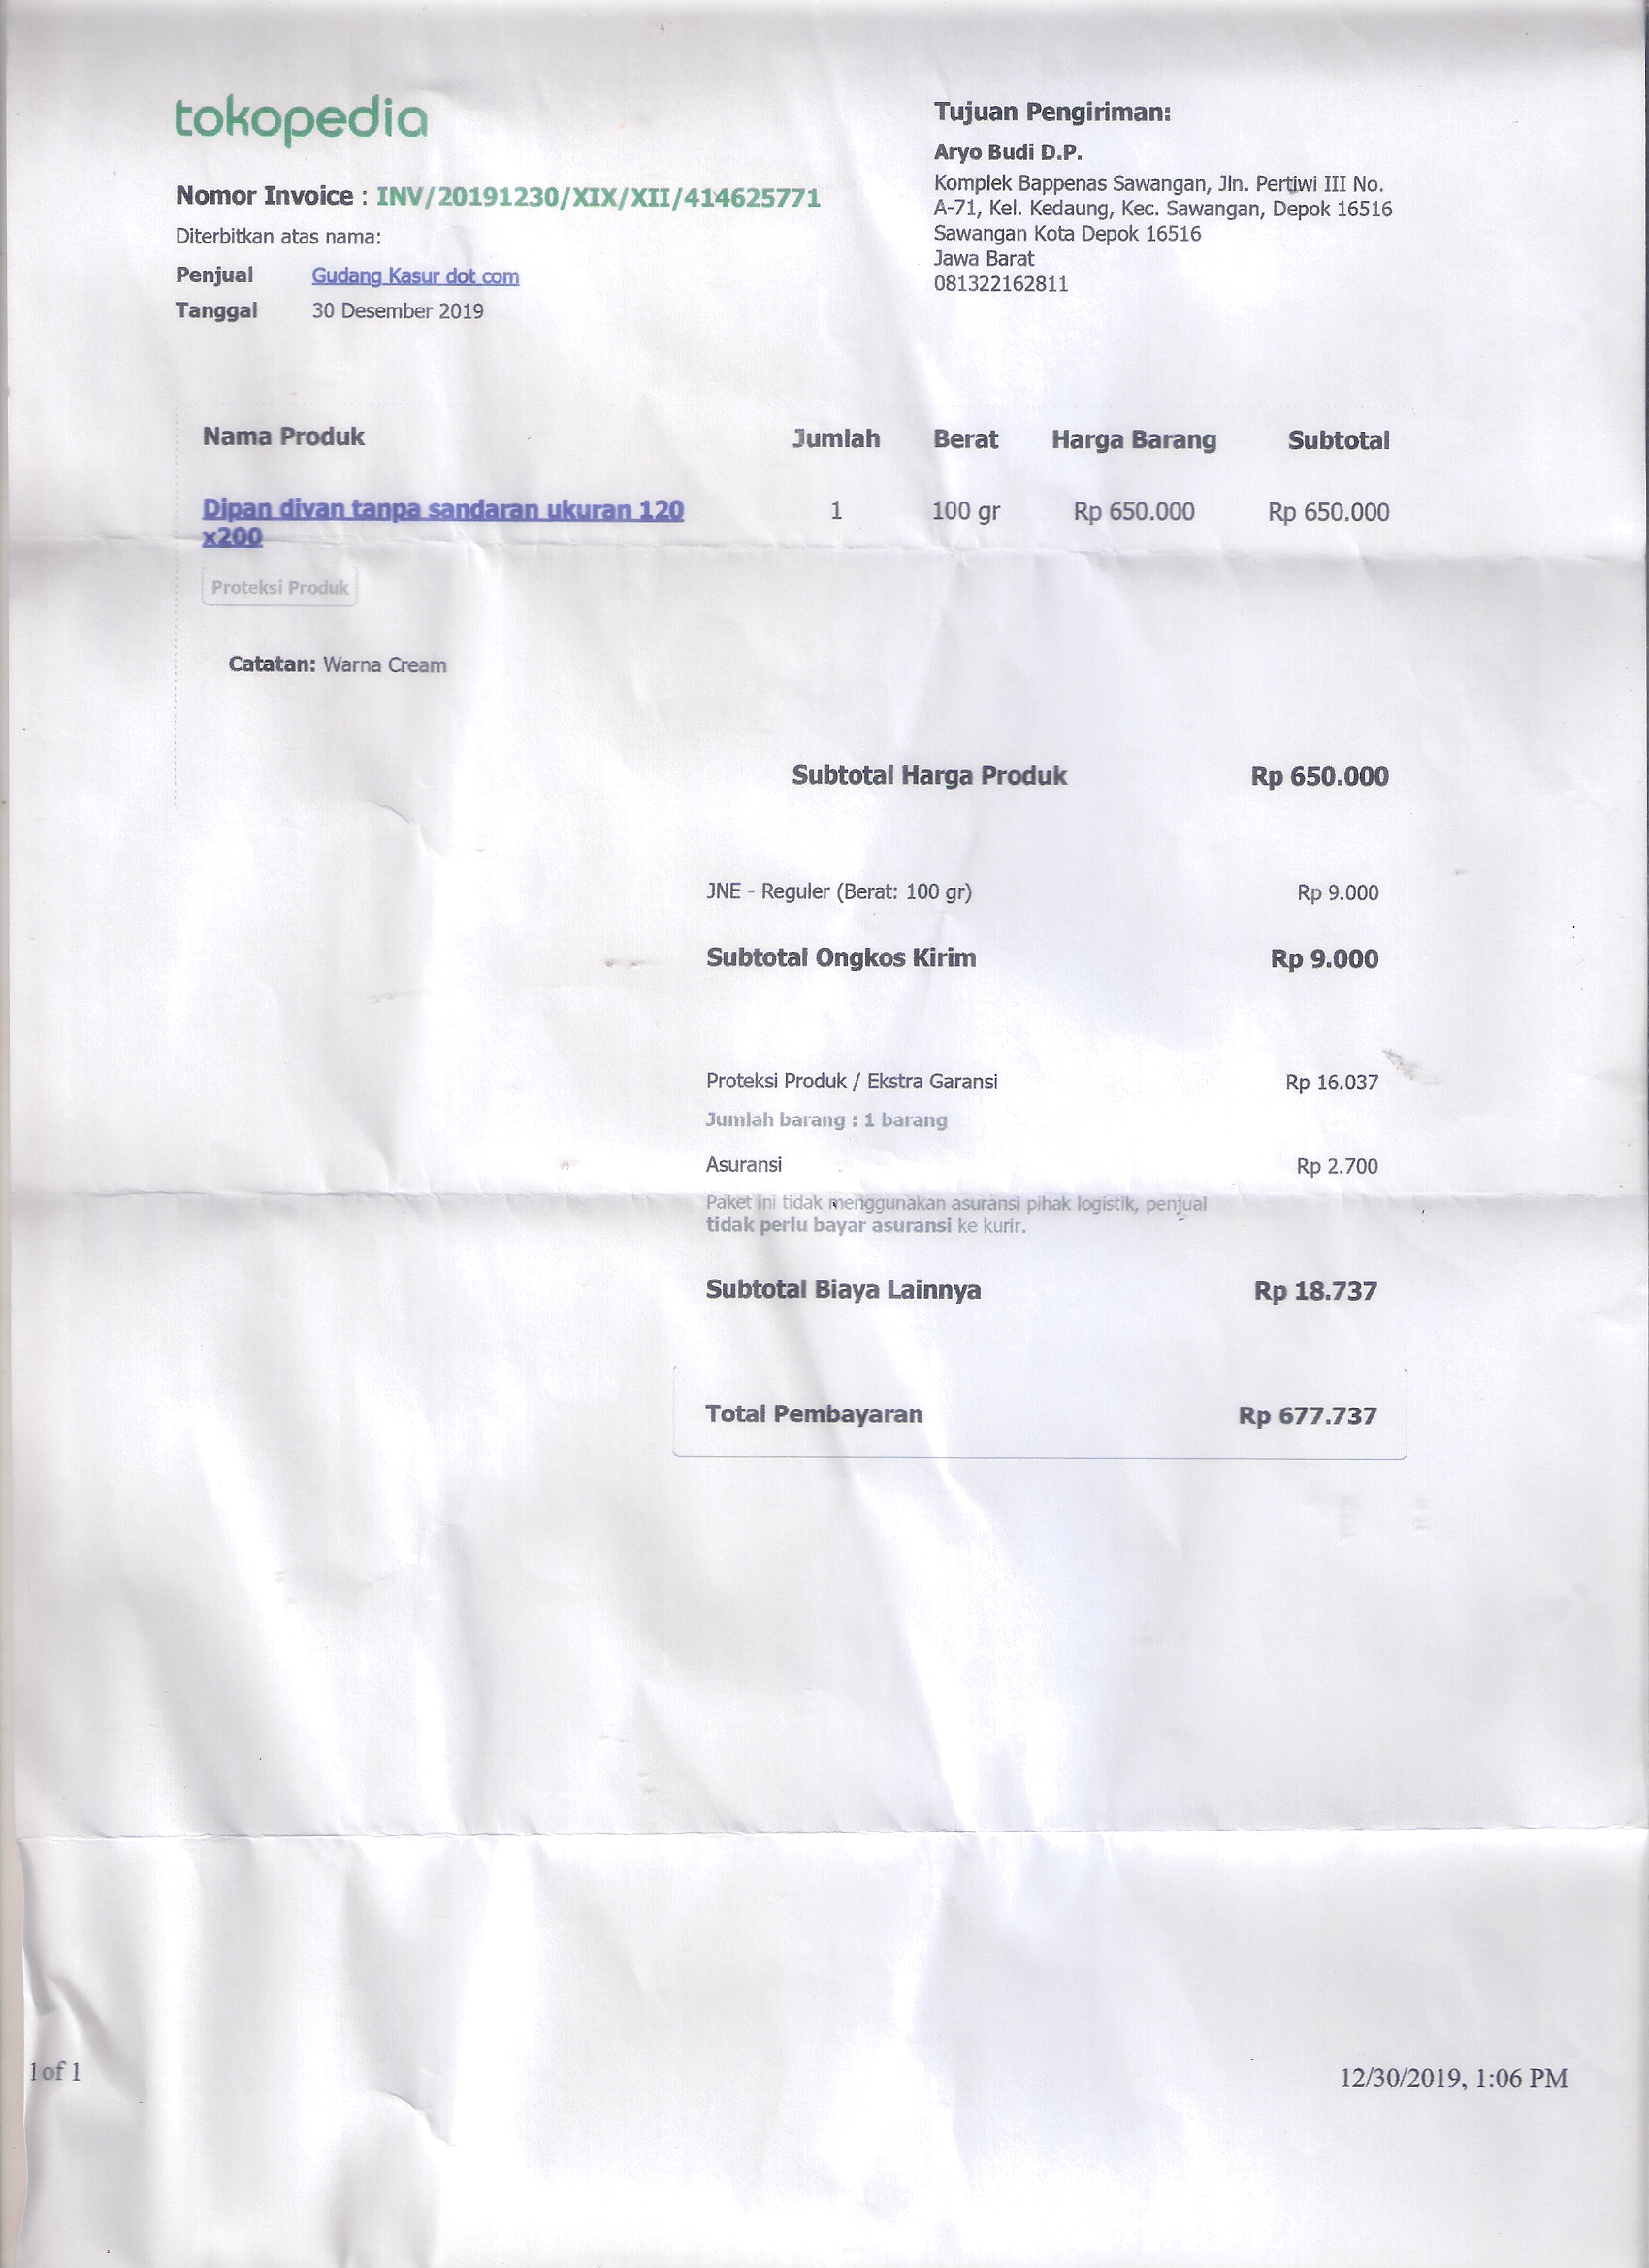 tokopedia
Nomor Invoice : INV/20191230/XIX/XII/414625771
Diterbitkan atas nama:
Penjual Gudang Kasur dot com
Tanggal 30 Desember 2019
Tujuan Pengiriman:
Aryo Budi D.P.
Komplek Bappenas Sawangan, Jln. Pertiwi III No.
A-71, Kel. Kedaung, Kec. Sawangan, Depok 16516
Sawangan Kota Depok 16516
Jawa Barat
081322162811
Nama Produk Jumlah Berat Harga Barang Subtotal
Dipan divan tanpa sandaran ukuran 120 1 100 gr Rp 650.000 Rp 650.000
x200
Proteksi Produk
Catatan: Warna Cream
Subtotal Harga Produk Rp 650.000
JNE - Reguler (Berat: 100 gr) Rp 9.000
Subtotal Ongkos Kirim Rp 9.000
Proteksi Produk / Ekstra Garansi Rp 16.037
Jumlah barang : 1 barang
Asuransi Rp 2.700
Paket ini tidak menggunakan asuransi pihak logistik, penjual
tidak perlu bayar asuransi ke kurir.
Subtotal Biaya Lainnya Rp 18.737
Total Pembayaran Rp 677.737
1 of 1 12/30/2019, 1:06 PM